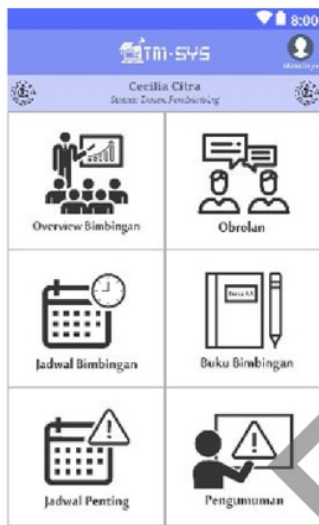 8:00
TM-SYS
Cecilia Citra
Status: Dosen Pembimbing
Overview Bimbingan
Obrolan
Jadwal Bimbingan
Buku Bimbingan
Jadwal Penting
Pengumuman